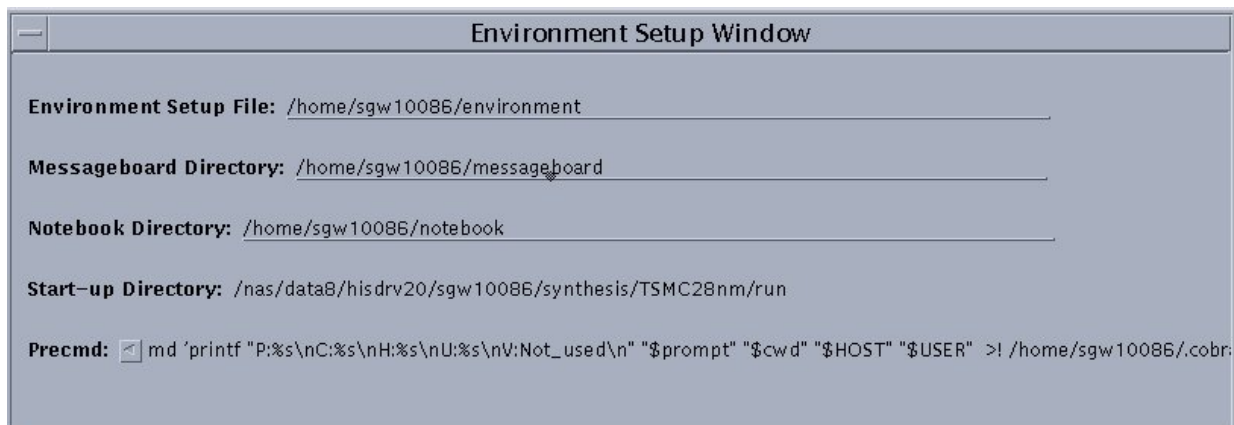 Environment Setup Window
Environment Setup File: /home/sgw10086/environment
Messageboard Directory: /home/sgw10086/messageboard
Notebook Directory: /home/sgw10086/notebook
Start-up Directory: /nas/data8/hisdrv20/sgw10086/synthesis/TSMC28nm/run
Precmd: md 'printf "P:%s\nC:%s\nH:%s\nU:%s\nV:Not_used\n" "$prompt" "$cwd" "$HOST" "$USER" >! /home/sgw10086/.cobr